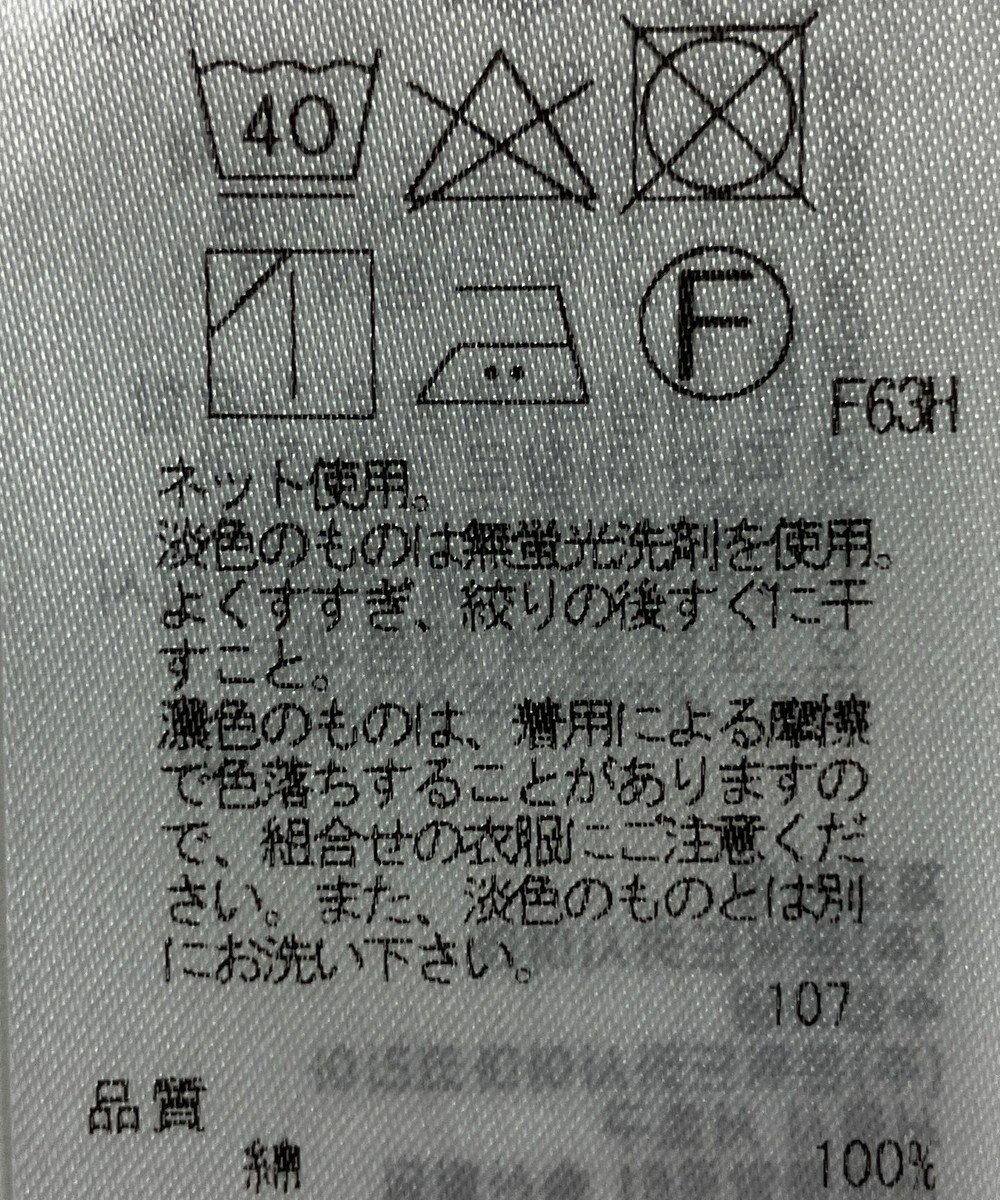 40
F
F63H
ネット使用。
淡色のものは無蛍光洗剤を使用。
よくすすぎ、絞りの後すぐに干
すこと。
濃色のものは、着用による摩擦
で色落ちすることがありますの
で、組合せの衣服にご注意くだ
さい。また、淡色のものとは別
にお洗い下さい。
107
品質
綿 100%